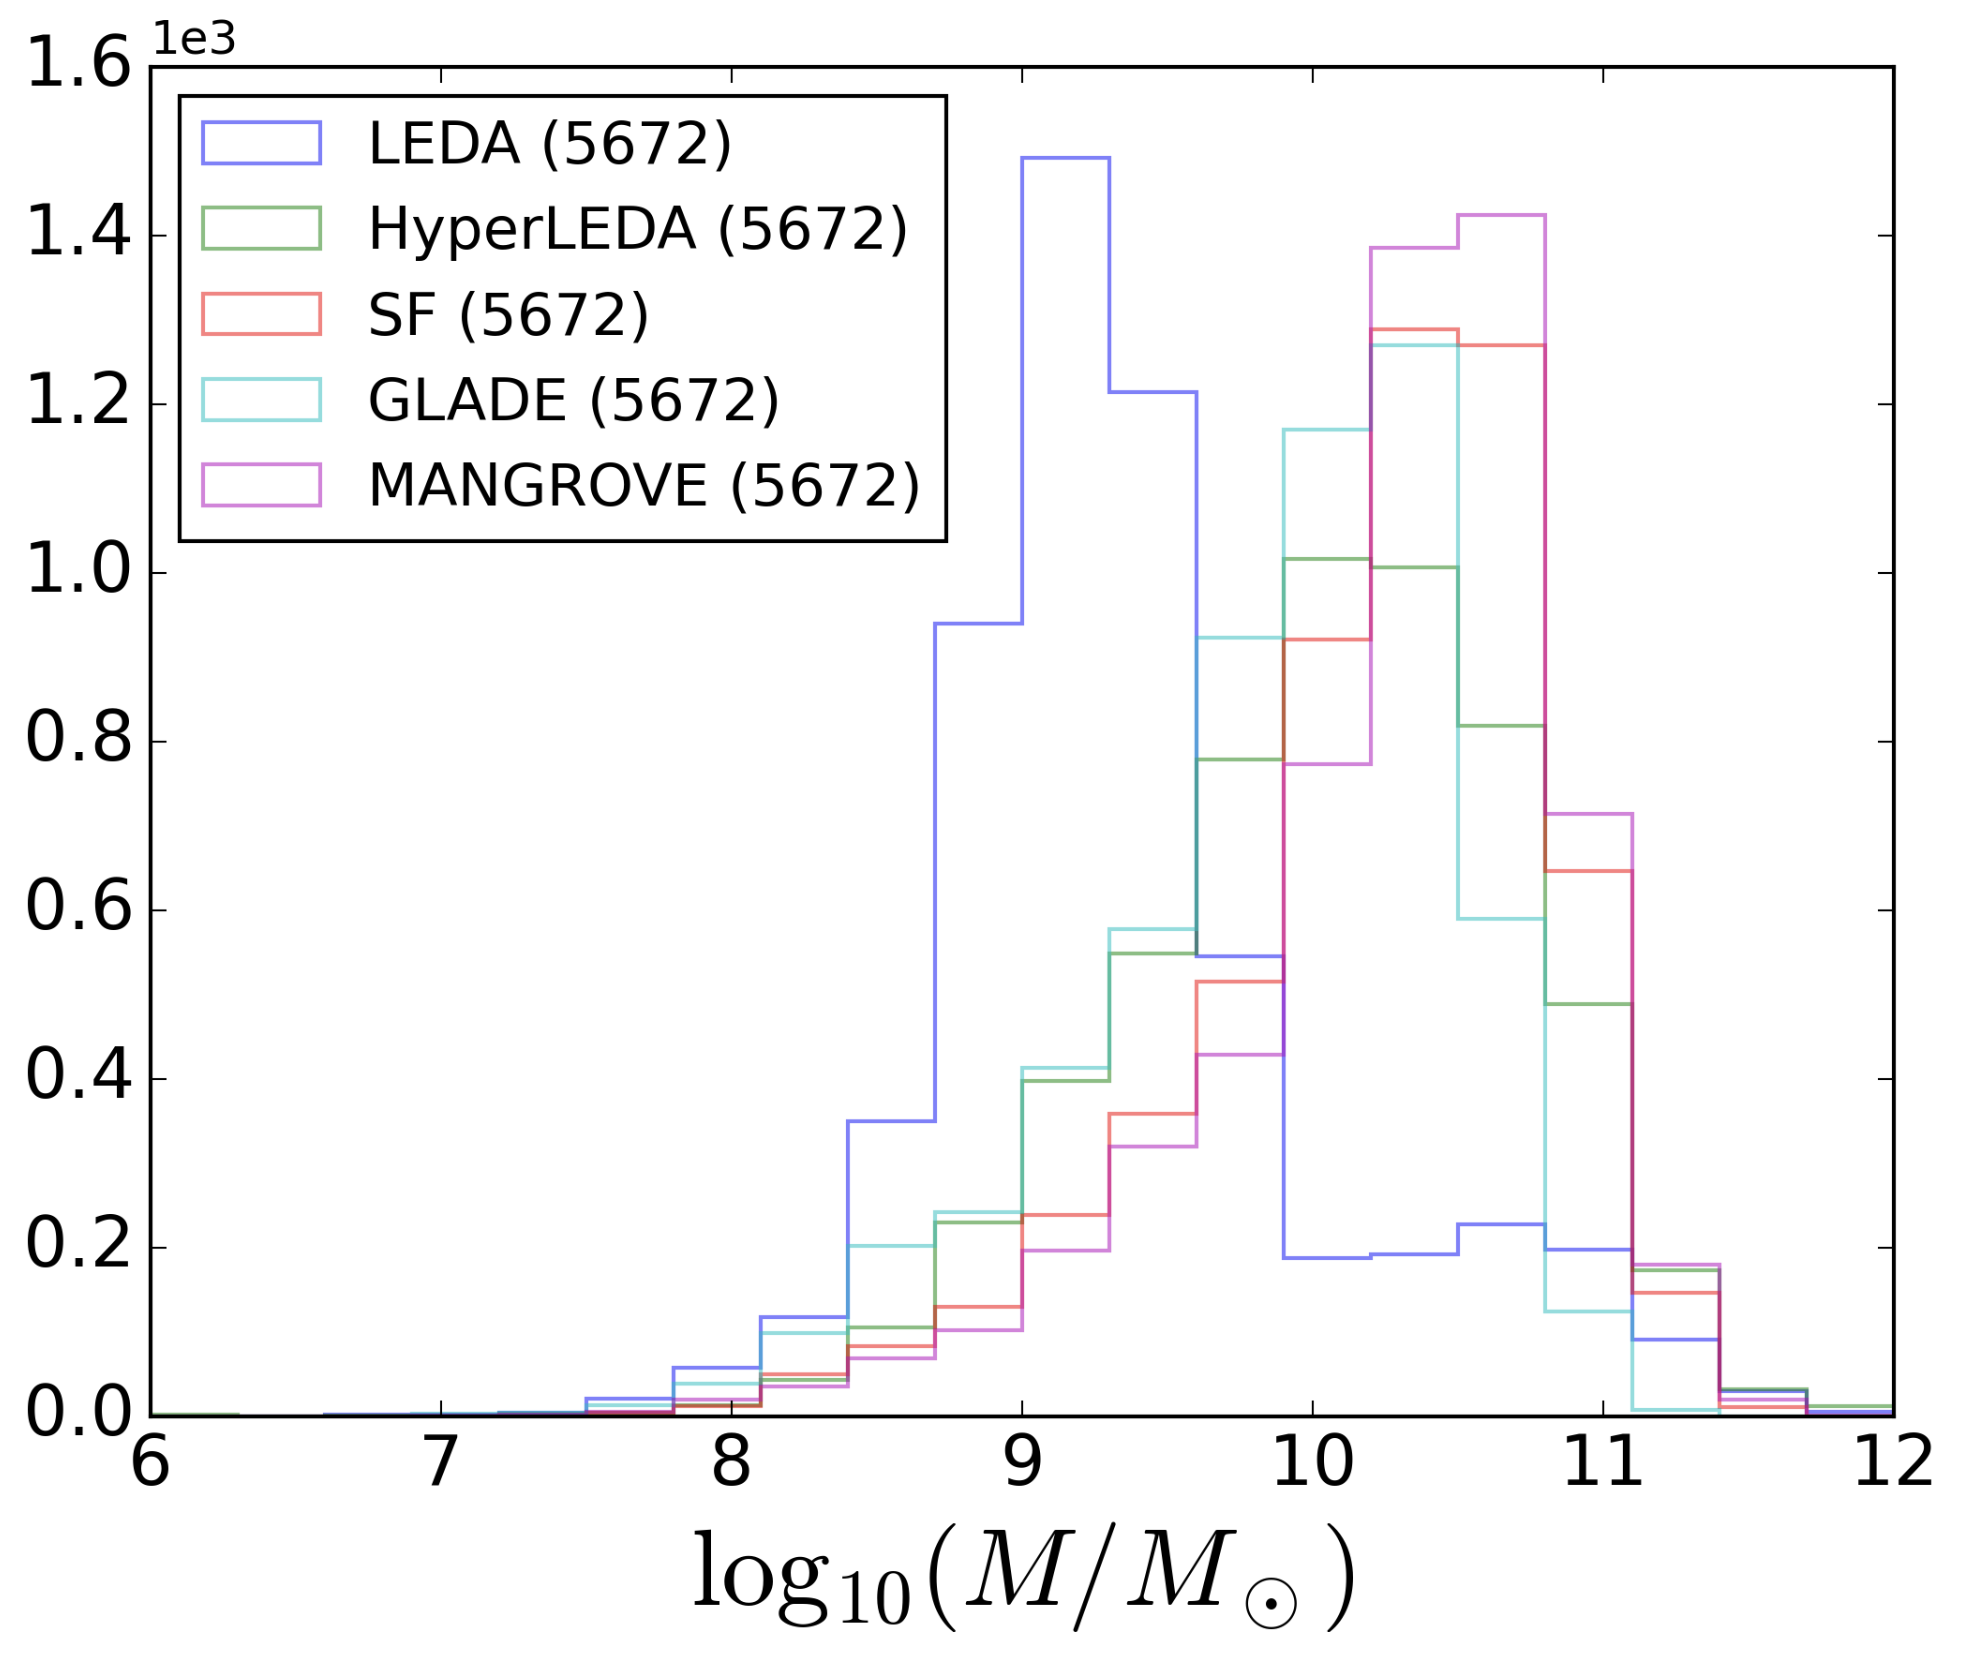 1e3
1.6
1.4
1.2
1.0
0.8
0.6
0.4
0.2
0.0
LEDA (5672)
HyperLEDA (5672)
SF (5672)
GLADE (5672)
MANGROVE (5672)
6 7 8 9 10 11 12
log₁₀(M/M⊙)